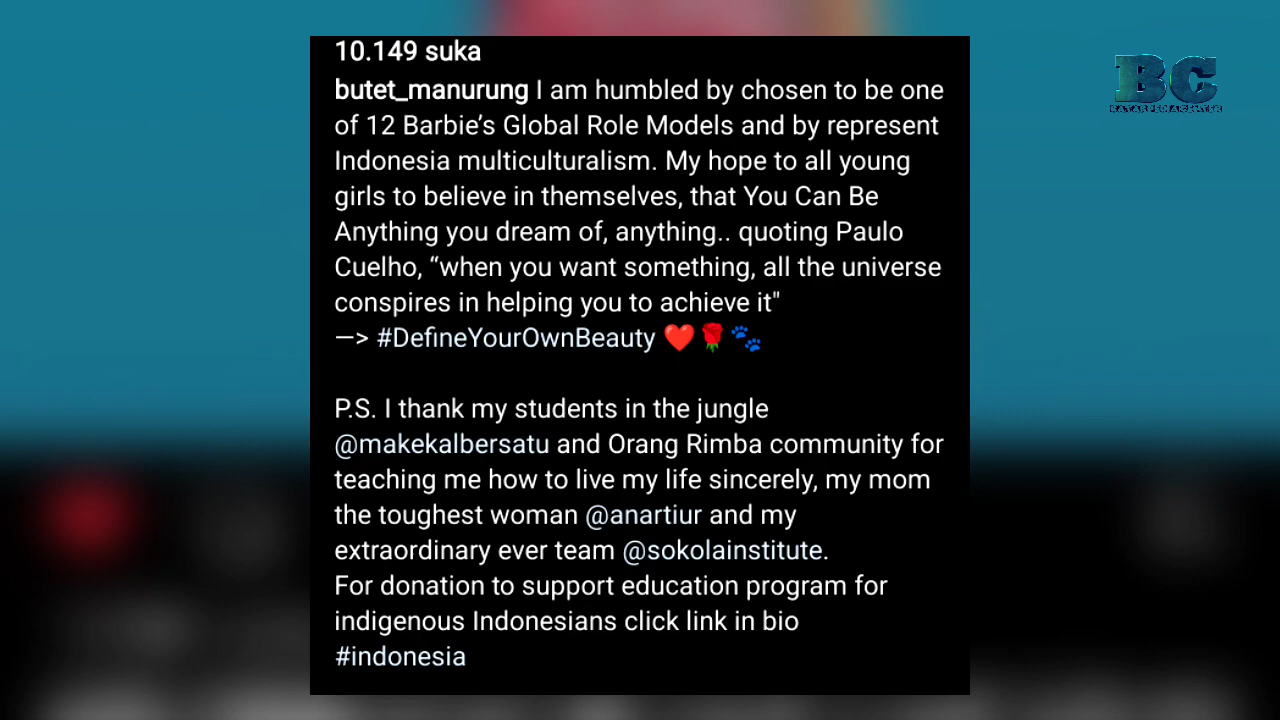 10.149 suka
butet_manurung I am humbled by chosen to be one
of 12 Barbie’s Global Role Models and by represent
Indonesia multiculturalism. My hope to all young
girls to believe in themselves, that You Can Be
Anything you dream of, anything.. quoting Paulo
Cuelho, “when you want something, all the universe
conspires in helping you to achieve it"
—> #DefineYourOwnBeauty ❤️🌹🐾
P.S. I thank my students in the jungle
@makekalbersatu and Orang Rimba community for
teaching me how to live my life sincerely, my mom
the toughest woman @anartiur and my
extraordinary ever team @sokolainstitute.
For donation to support education program for
indigenous Indonesians click link in bio
#indonesia
BC